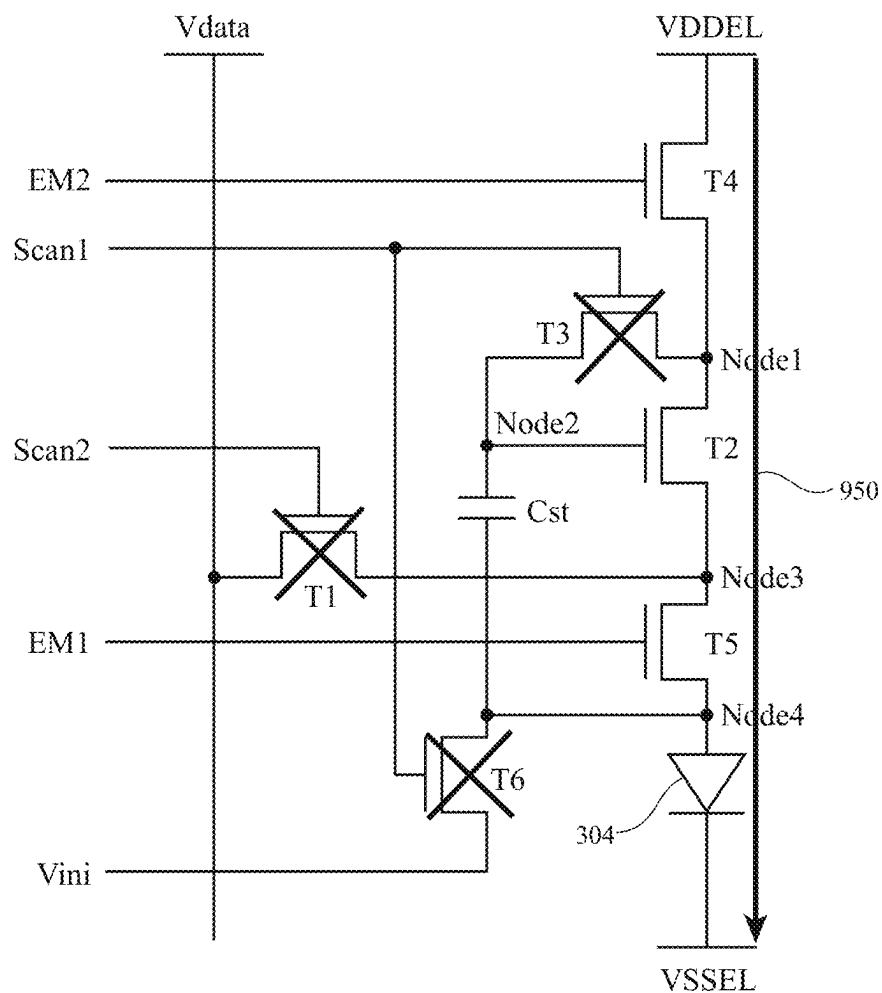 Vdata
VDDEL
EM2
T4
Scan1
T3
Node1
Node2
T2
Scan2
950
Cst
T1
Node3
EM1
T5
Node4
T6
304
Vini
VSSEL